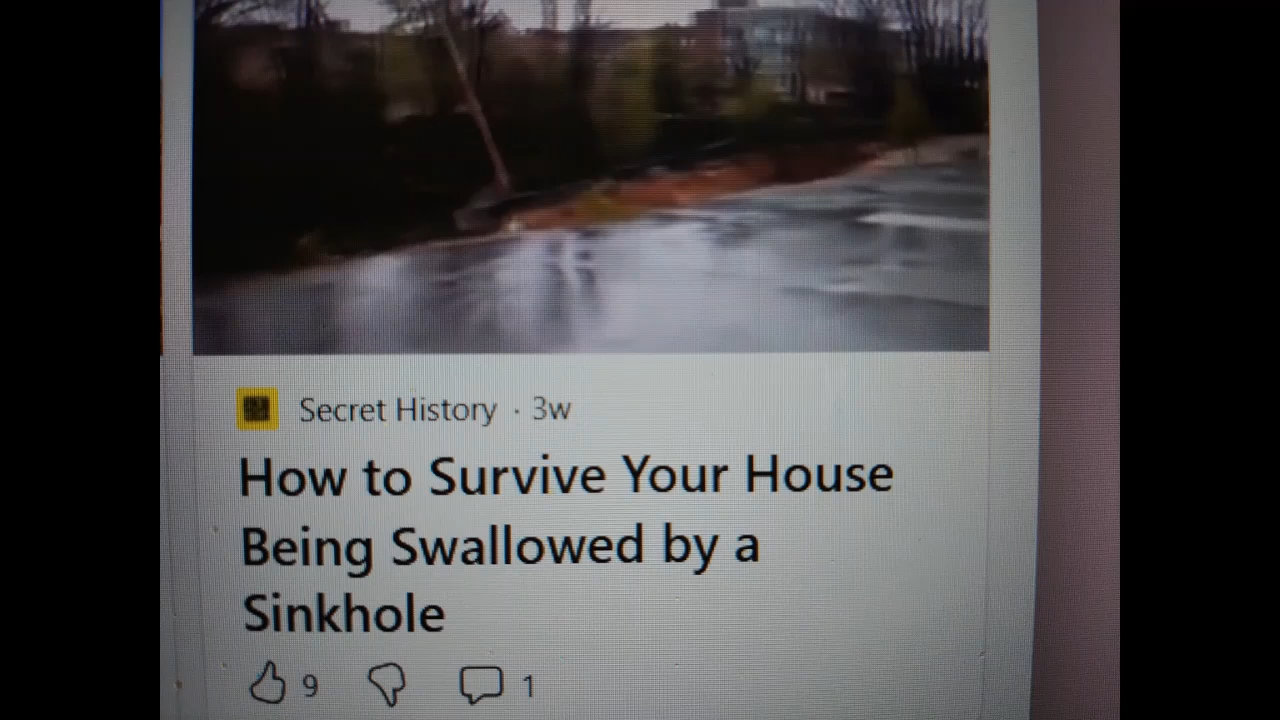 Secret History · 3w
How to Survive Your House
Being Swallowed by a
Sinkhole
9 1